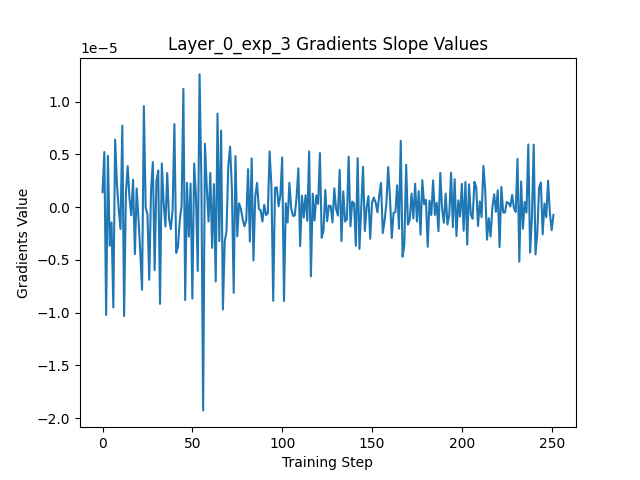 Layer_0_exp_3 Gradients Slope Values
1e−5
1.0
0.5
0.0
−0.5
−1.0
−1.5
−2.0
Gradients Value
0 50 100 150 200 250
Training Step